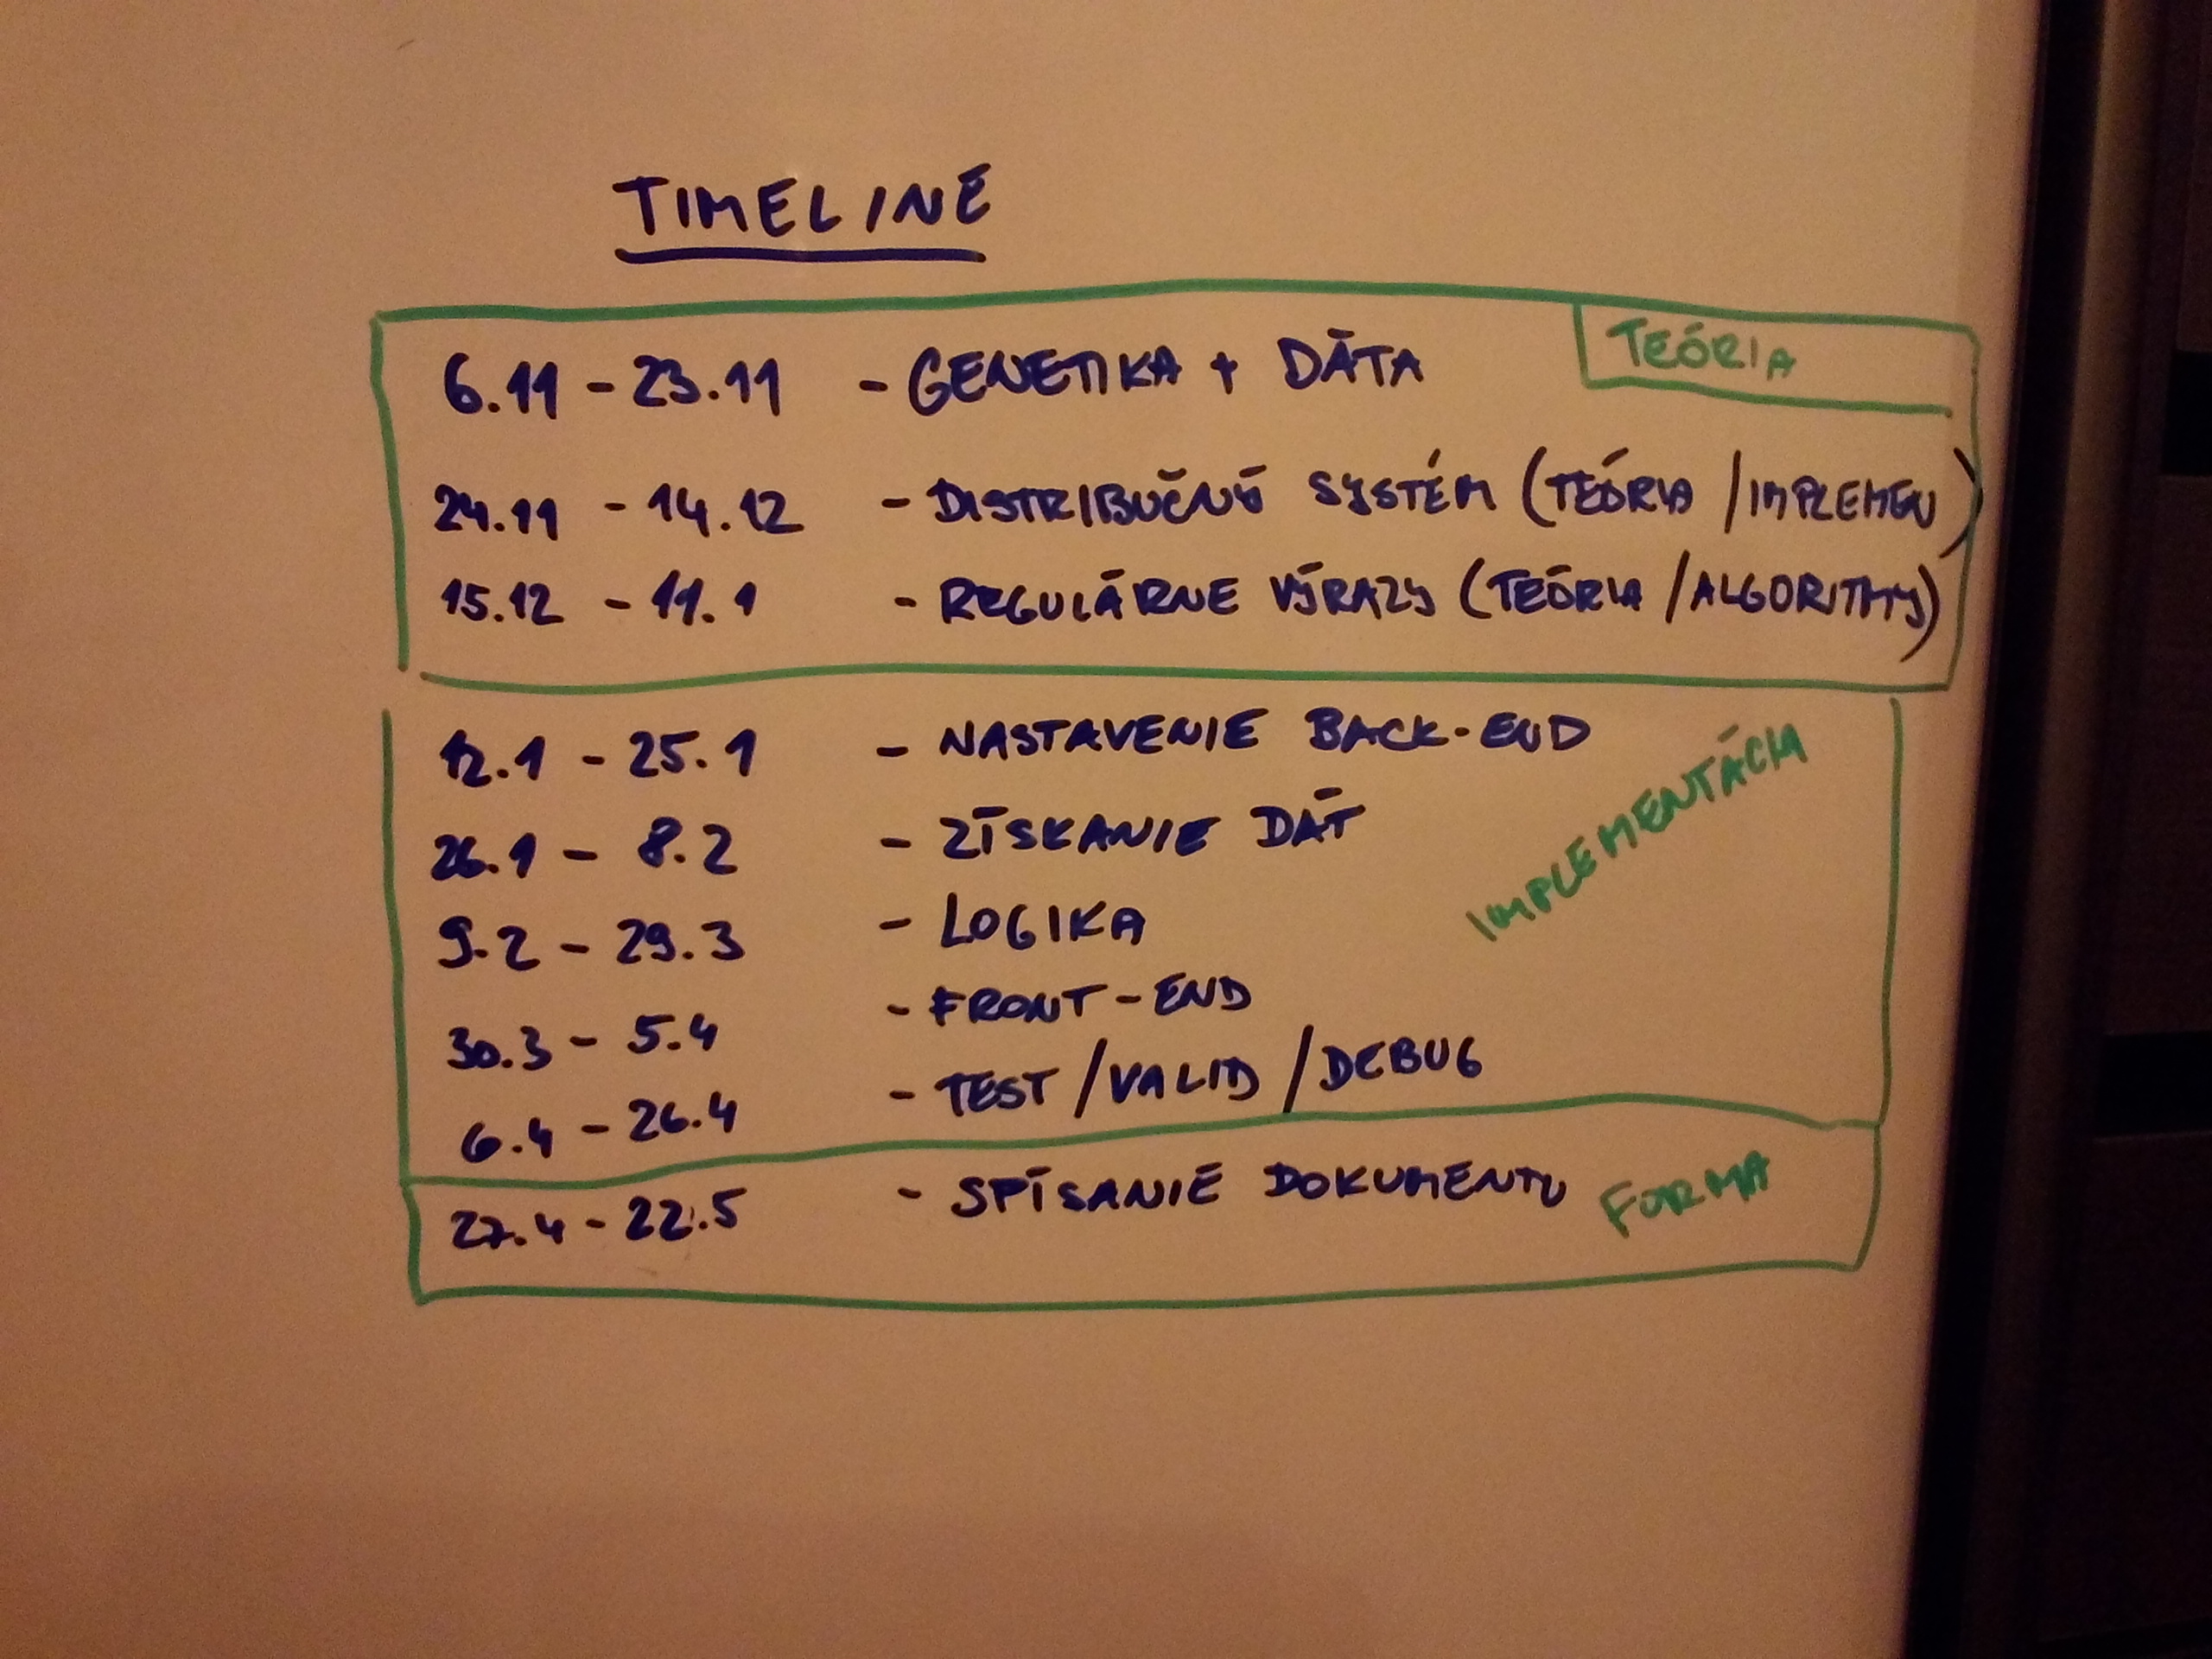 TIMELINE
TEÓRIA
6.11 - 23.11 - GENETIKA + DÁTA
24.11 - 14.12 - DISTRIBUČNÝ SYSTÉM (TEÓRIA / IMPLEMEN)
15.12 - 11.1 - REGULÁRNE VÝRAZY (TEÓRIA / ALGORITMY)
12.1 - 25.1 - NASTAVENIE BACK-END
26.1 - 8.2 - ZÍSKANIE DÁT
IMPLEMENTÁCIA
9.2 - 29.3 - LOGIKA
30.3 - 5.4 - FRONT-END
6.4 - 26.4 - TEST / VALID / DEBUG
27.4 - 22.5 - SPÍSANIE DOKUMENTU
FORMA